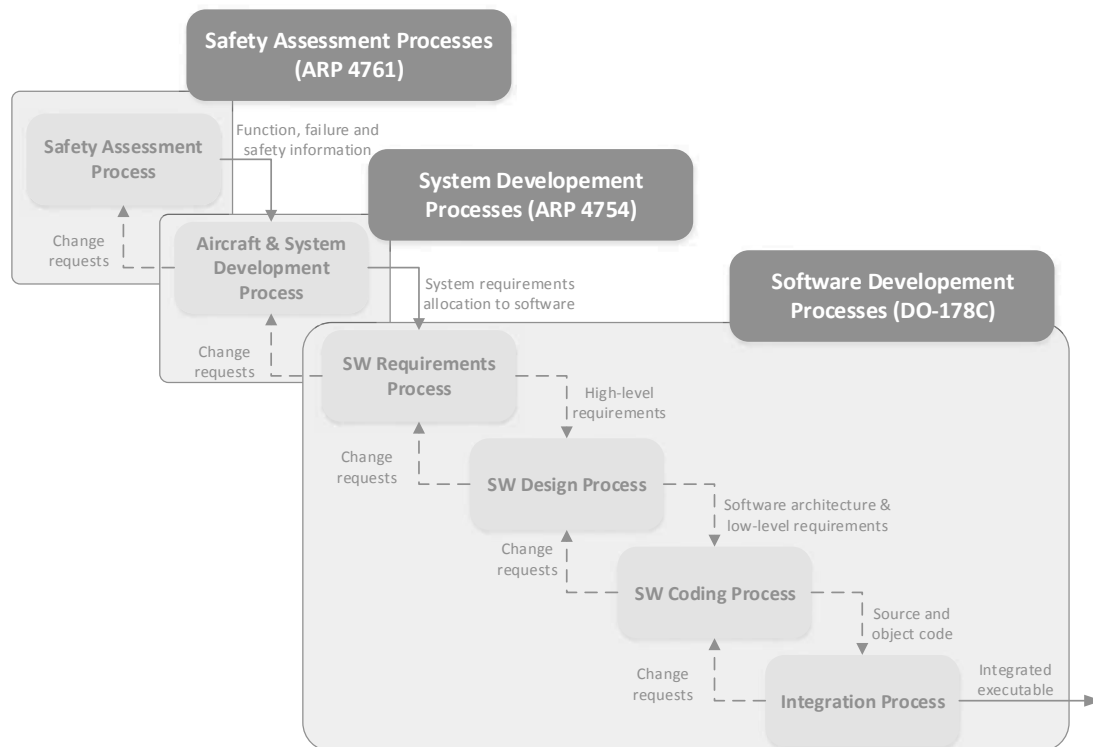 Safety Assessment Processes
(ARP 4761)
Function, failure and
safety information
Safety Assessment
Process
System Developement
Processes (ARP 4754)
Change
requests
Aircraft & System
Development
Process
System requirements
allocation to software
Software Developement
Processes (DO-178C)
Change
requests
SW Requirements
Process
High-level
requirements
Change
requests
SW Design Process
Software architecture &
low-level requirements
Change
requests
SW Coding Process
Source and
object code
Change
requests
Integration Process
Integrated
executable